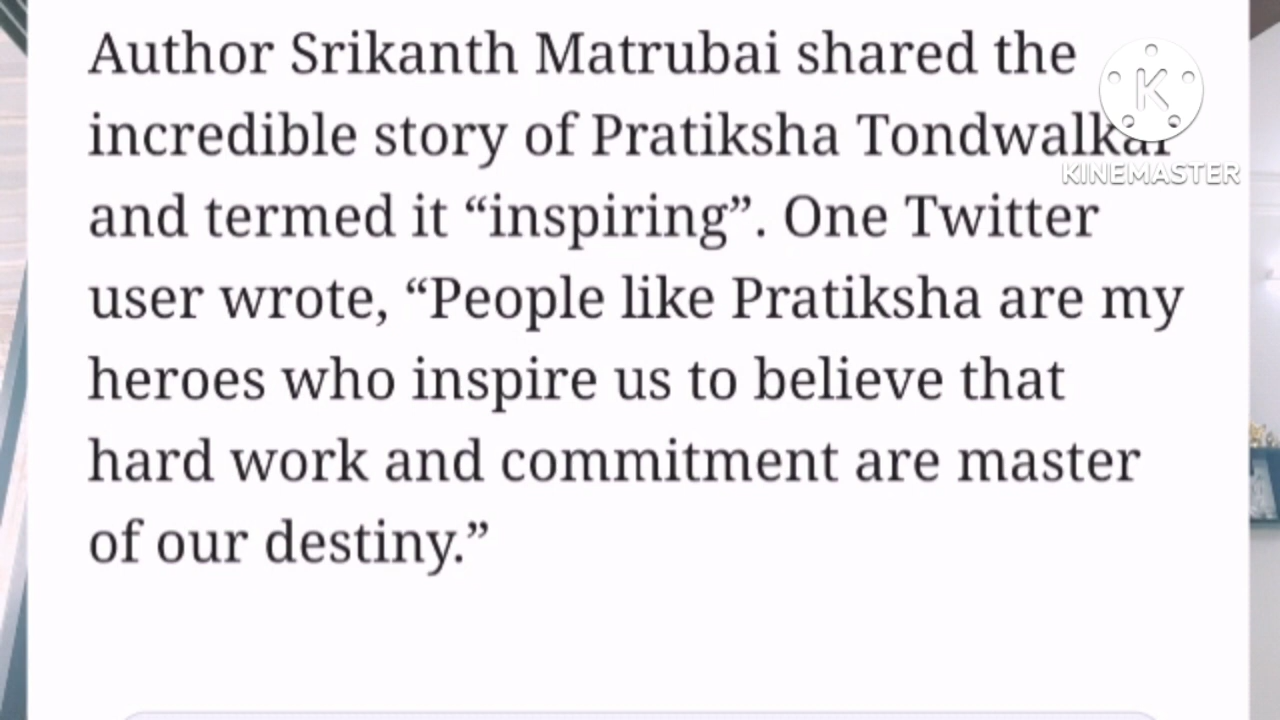 Author Srikanth Matrubai shared the
incredible story of Pratiksha Tondwalkar
and termed it “inspiring”. One Twitter
user wrote, “People like Pratiksha are my
heroes who inspire us to believe that
hard work and commitment are master
of our destiny.”
K
KINEMASTER